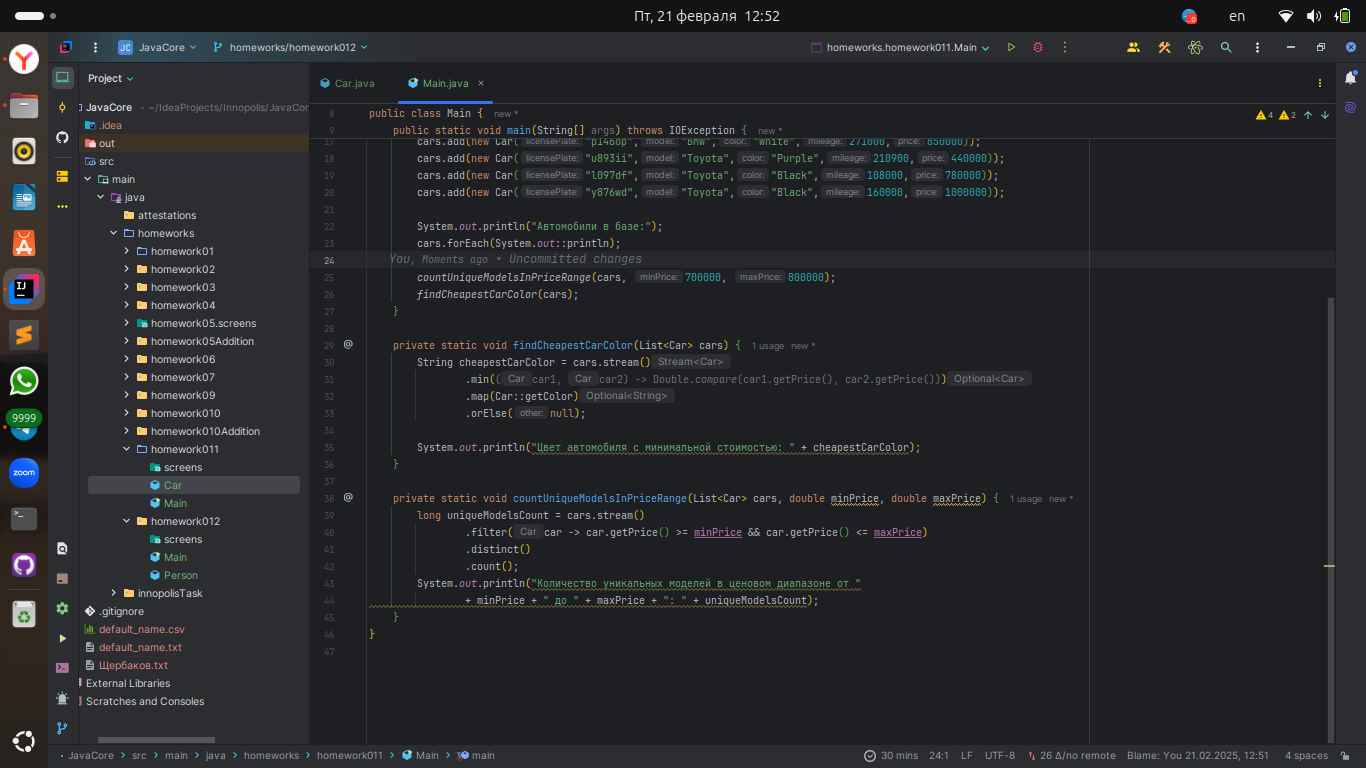 Пт, 21 февраля 12:52
en
JavaCore
homeworks/homework012
homeworks.homework011.Main
Project
Car.java
Main.java
JavaCore - ~/IdeaProjects/Innopolis/JavaCor
.idea
out
src
main
java
attestations
homeworks
homework01
homework02
homework03
homework04
homework05.screens
homework05Addition
homework06
homework07
homework09
homework010
homework010Addition
homework011
screens
Car
Main
homework012
screens
Main
Person
innopolisTask
.gitignore
default_name.csv
default_name.txt
Щербаков.txt
External Libraries
Scratches and Consoles
9999
zoom
8 public class Main { new *
9 public static void main(String[] args) throws IOException { new *
4 2
17 cars.add(new Car( licensePlate: "p146op", model: "BMW", color: "White", mileage: 271000, price: 850000));
18 cars.add(new Car( licensePlate: "u893ii", model: "Toyota", color: "Purple", mileage: 210900, price: 440000));
19 cars.add(new Car( licensePlate: "l097df", model: "Toyota", color: "Black", mileage: 108000, price: 780000));
20 cars.add(new Car( licensePlate: "y876wd", model: "Toyota", color: "Black", mileage: 160000, price: 1000000));
21
22 System.out.println("Автомобили в базе:");
23 cars.forEach(System.out::println);
24 You, Moments ago • Uncommitted changes
25 countUniqueModelsInPriceRange(cars, minPrice: 700000, maxPrice: 800000);
26 findCheapestCarColor(cars);
27 }
28
29 private static void findCheapestCarColor(List<Car> cars) { 1 usage new *
30 String cheapestCarColor = cars.stream() Stream<Car>
31 .min(( Car car1, Car car2) -> Double.compare(car1.getPrice(), car2.getPrice())) Optional<Car>
32 .map(Car::getColor) Optional<String>
33 .orElse( other: null);
34
35 System.out.println("Цвет автомобиля с минимальной стоимостью: " + cheapestCarColor);
36 }
37
38 private static void countUniqueModelsInPriceRange(List<Car> cars, double minPrice, double maxPrice) { 1 usage new *
39 long uniqueModelsCount = cars.stream()
40 .filter( Car car -> car.getPrice() >= minPrice && car.getPrice() <= maxPrice)
41 .distinct()
42 .count();
43 System.out.println("Количество уникальных моделей в ценовом диапазоне от "
44 + minPrice + " до " + maxPrice + ": " + uniqueModelsCount);
45 }
46 }
47
JavaCore > src > main > java > homeworks > homework011 > Main > main
30 mins 24:1 LF UTF-8 26 Δ/no remote Blame: You 21.02.2025, 12:51 4 spaces